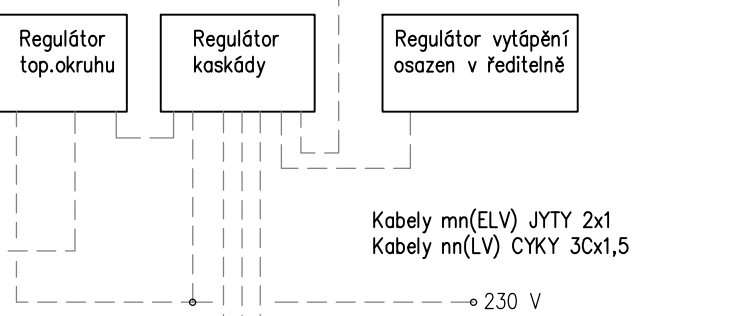 Regulátor
top.okruhu
Regulátor
kaskády
Regulátor vytápění
osazen v ředitelně
Kabely mn(ELV) JYTY 2x1
Kabely nn(LV) CYKY 3Cx1,5
230 V